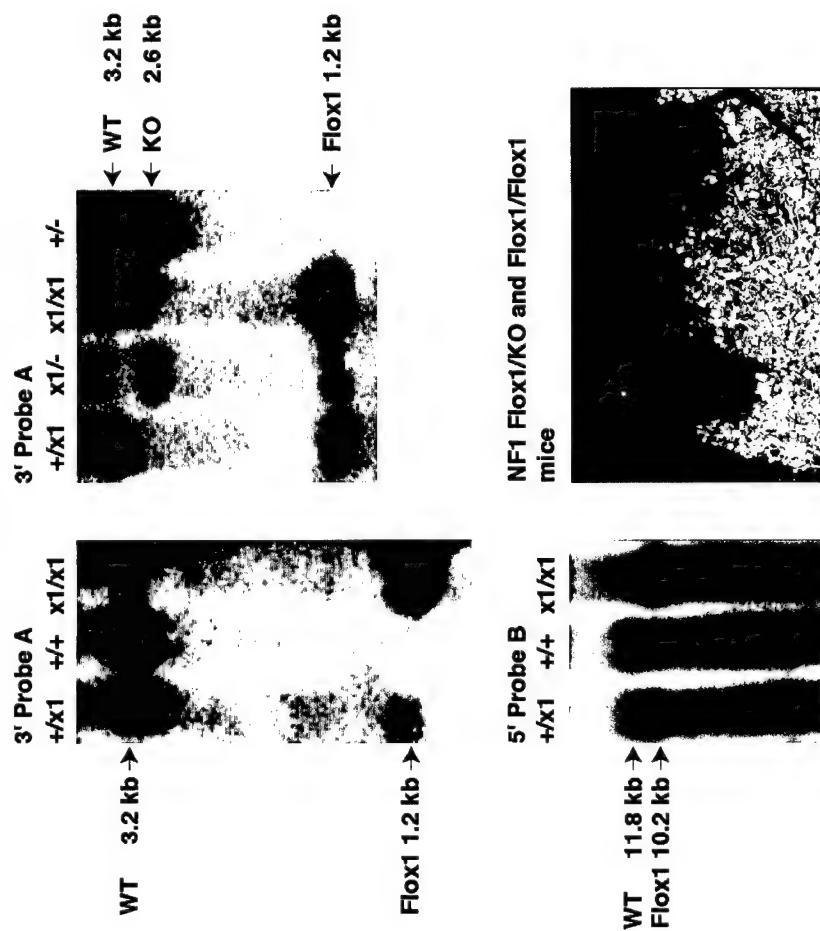 3' Probe A
+/x1 +/+ x1/x1
WT 3.2 kb →
Flox1 1.2 kb →
3' Probe A
+/x1 x1/- x1/x1 +/-
← WT 3.2 kb
← KO 2.6 kb
← Flox1 1.2 kb
5' Probe B
+/x1 +/+ x1/x1
WT 11.8 kb →
Flox1 10.2 kb →
NF1 Flox1/KO and Flox1/Flox1
mice